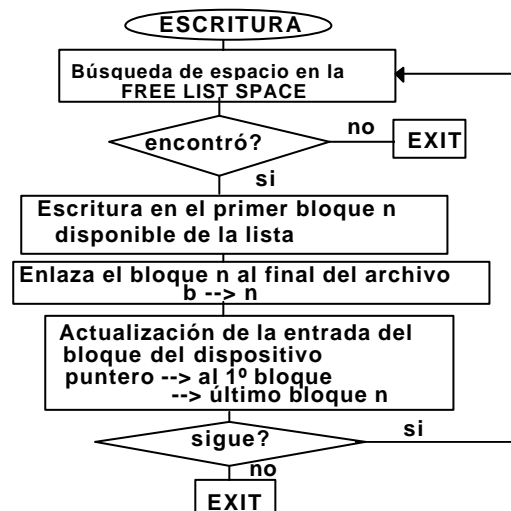 ESCRITURA
Búsqueda de espacio en la
FREE LIST SPACE
encontró?
no
EXIT
si
Escritura en el primer bloque n
disponible de la lista
Enlaza el bloque n al final del archivo
b --> n
Actualización de la entrada del
bloque del dispositivo
puntero --> al 1º bloque
--> último bloque n
sigue?
si
no
EXIT